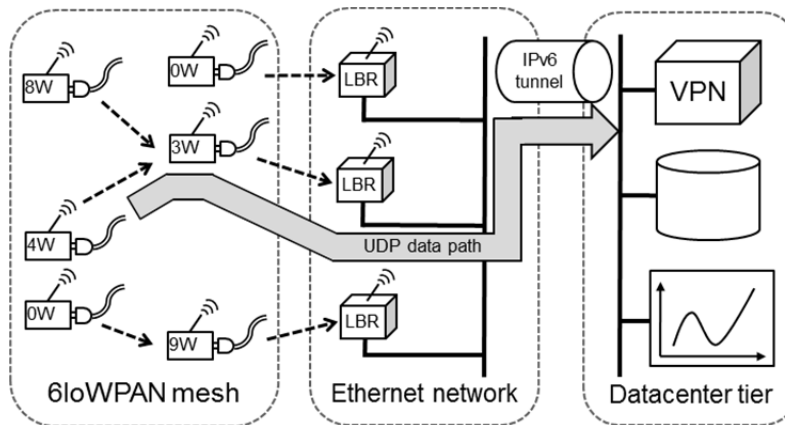 8W
0W
LBR
IPv6
tunnel
VPN
3W
LBR
4W
UDP data path
0W
9W
LBR
6loWPAN mesh
Ethernet network
Datacenter tier